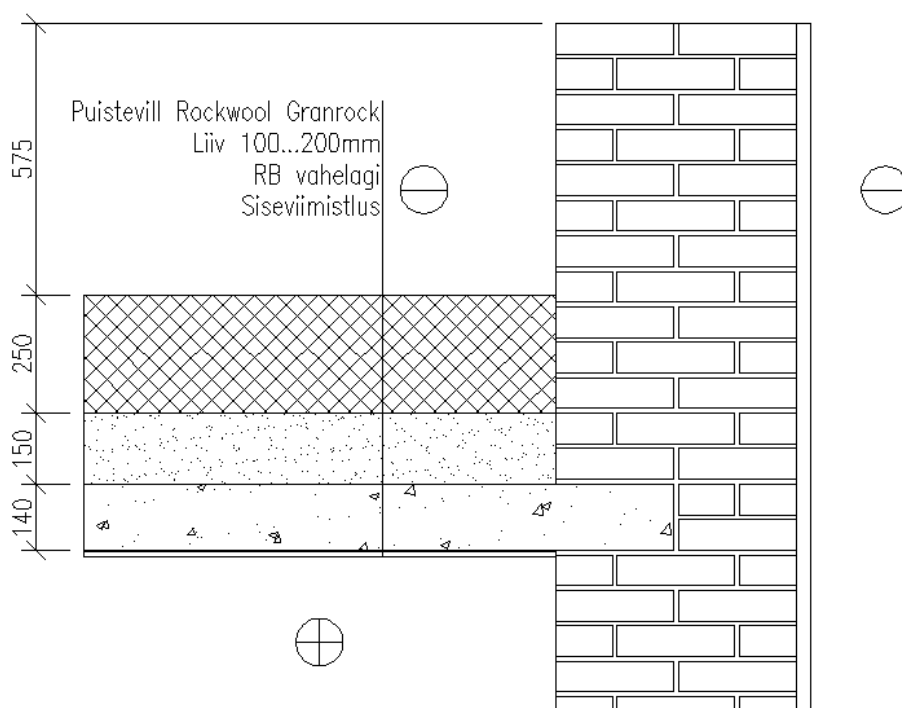 Puistevill Rockwool Granrock
Liiv 100...200mm
RB vahelagi
Siseviimistlus
575
250
150
140